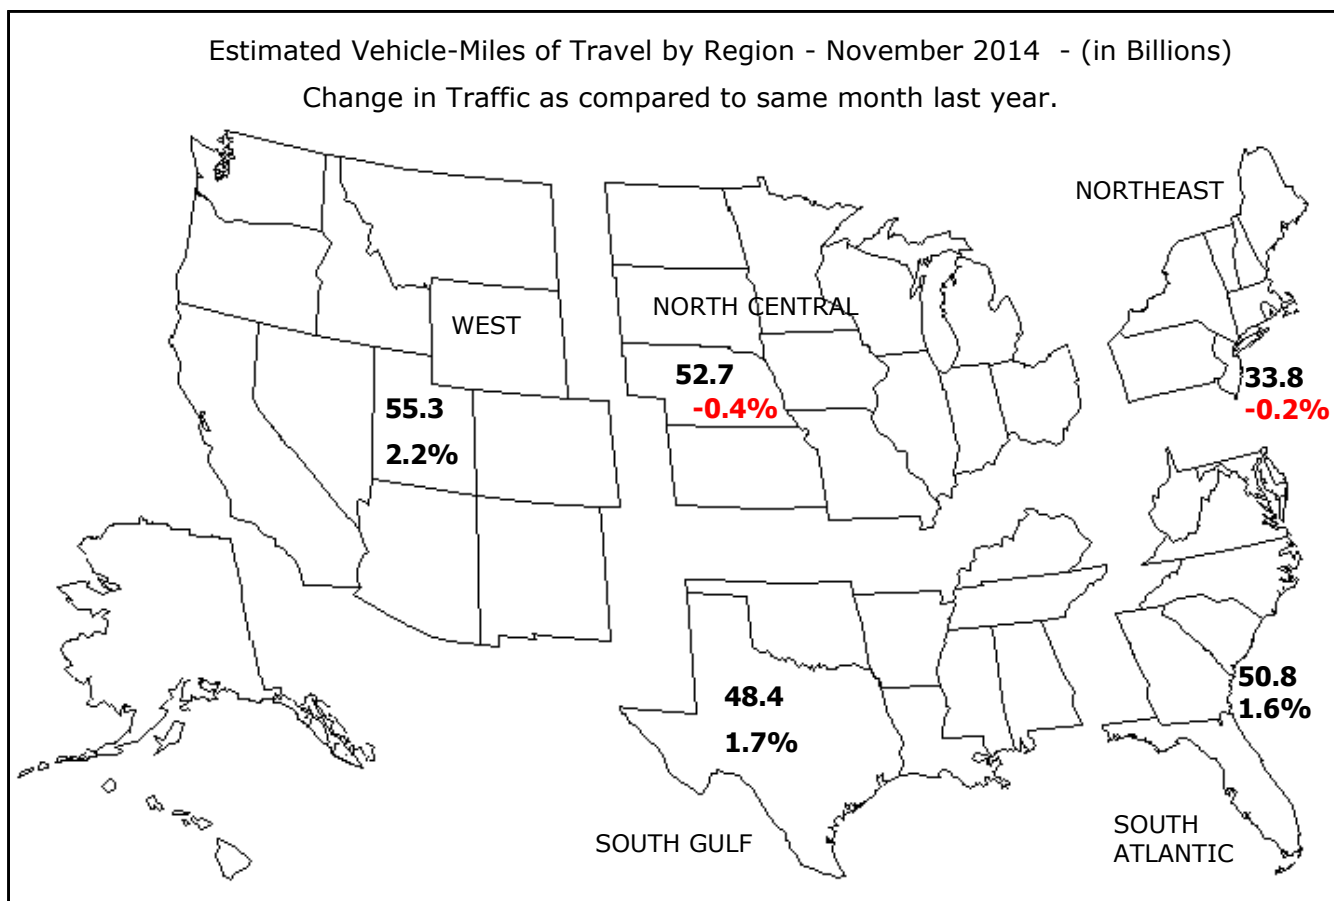 Estimated Vehicle-Miles of Travel by Region - November 2014 - (in Billions)
Change in Traffic as compared to same month last year.
NORTHEAST
33.8
-0.2%
NORTH CENTRAL
52.7
-0.4%
WEST
55.3
2.2%
50.8
1.6%
SOUTH
ATLANTIC
48.4
1.7%
SOUTH GULF